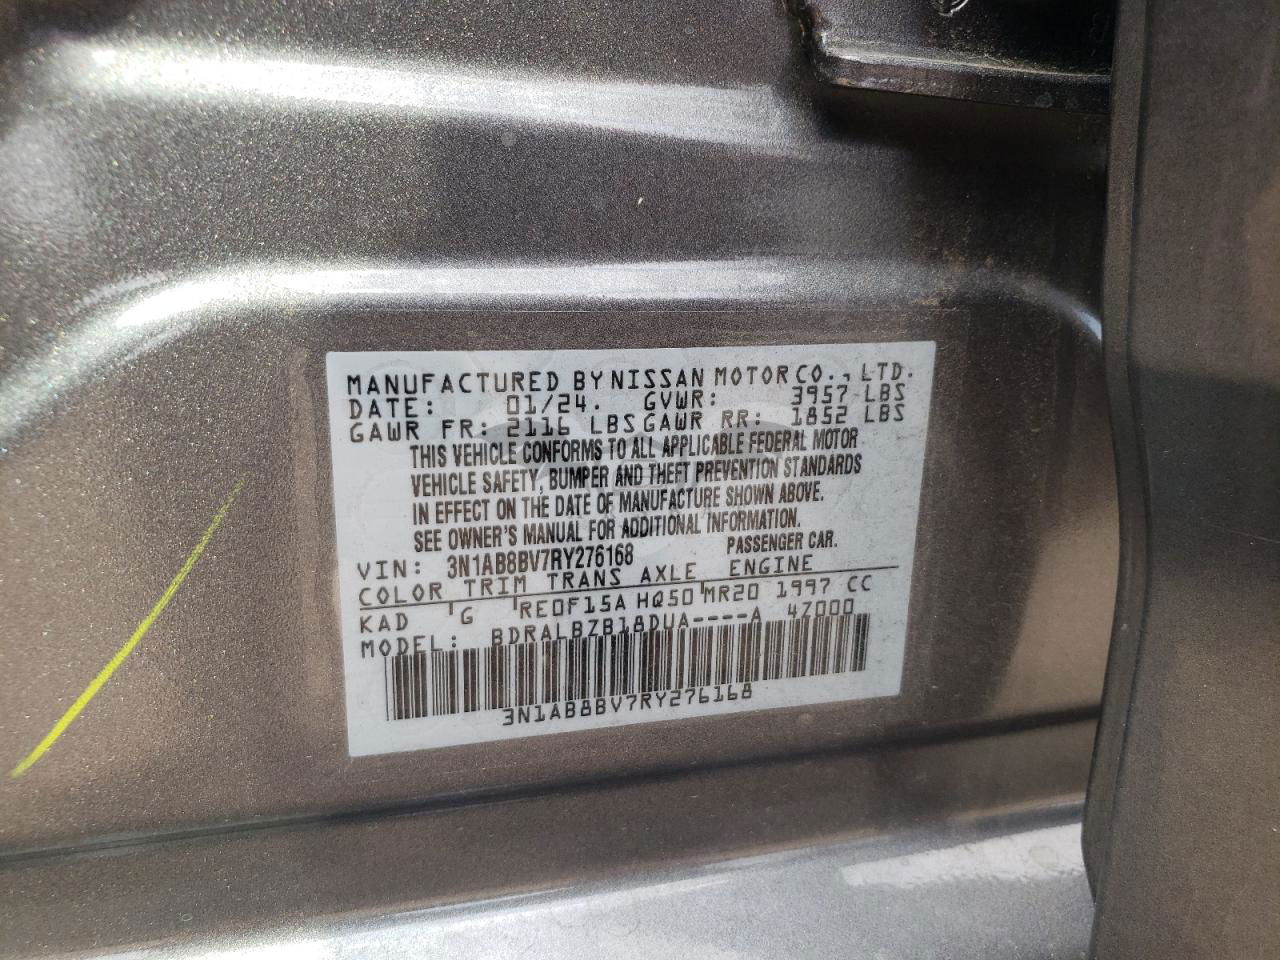 MANUFACTURED BY NISSAN MOTOR CO., LTD.
DATE: 01/24. GVWR: 3957 LBS
GAWR FR: 2116 LBS GAWR RR: 1852 LBS
THIS VEHICLE CONFORMS TO ALL APPLICABLE FEDERAL MOTOR
VEHICLE SAFETY, BUMPER AND THEFT PREVENTION STANDARDS
IN EFFECT ON THE DATE OF MANUFACTURE SHOWN ABOVE.
SEE OWNER'S MANUAL FOR ADDITIONAL INFORMATION.
VIN: 3N1AB8BV7RY276168 PASSENGER CAR.
COLOR TRIM TRANS AXLE ENGINE
KAD G RE0F15A HQ50 MR20 1997 CC
MODEL: BDRALBZB18DUA----A 4Z000
3N1AB8BV7RY276168